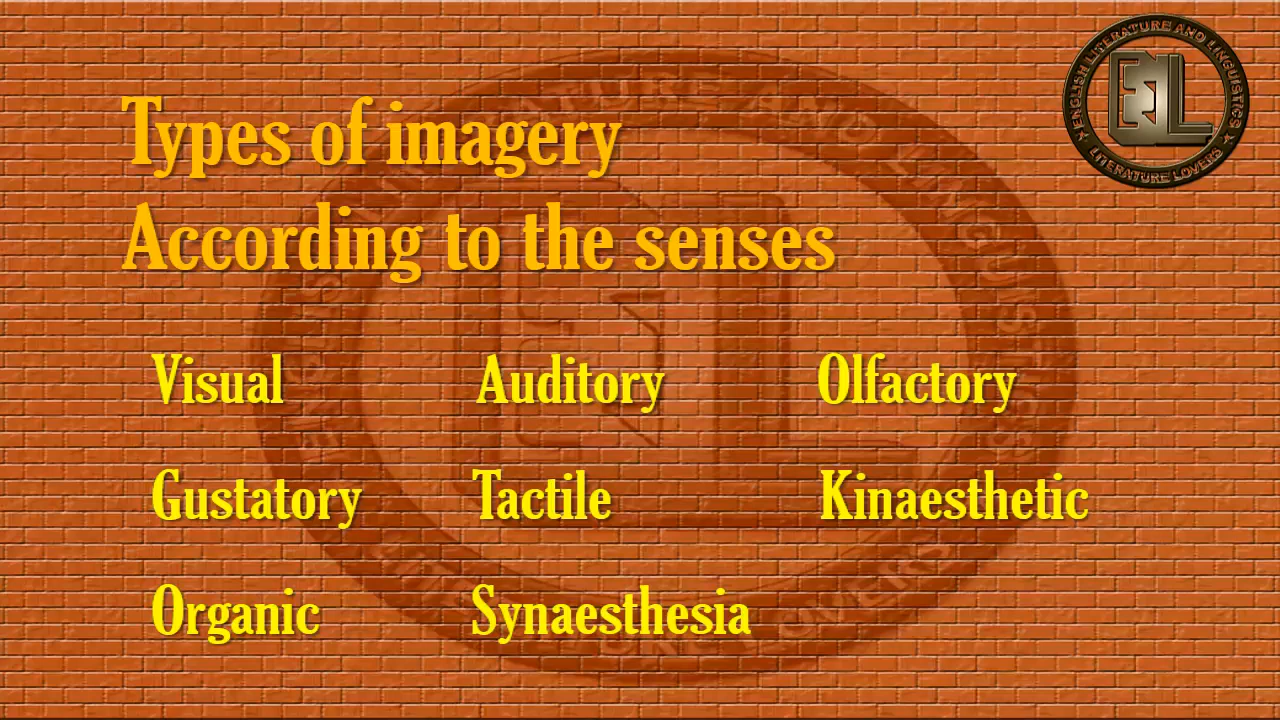 ENGLISH LITERATURE AND LINGUISTICS
LITERATURE LOVERS
Types of imagery
According to the senses
Visual Auditory Olfactory
Gustatory Tactile Kinaesthetic
Organic Synaesthesia